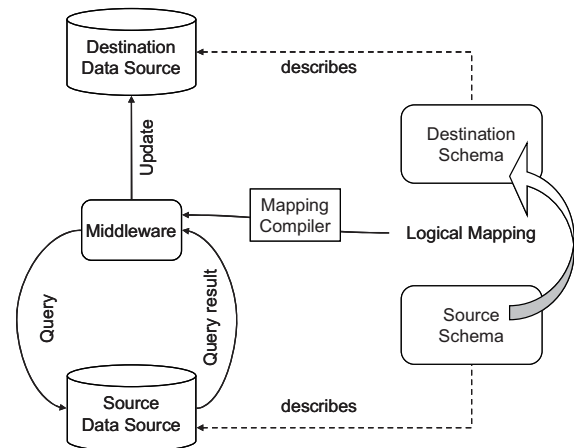 Destination
Data Source
describes
Destination
Schema
Update
Mapping
Compiler
Middleware
Logical Mapping
Query
Query result
Source
Schema
Source
Data Source
describes